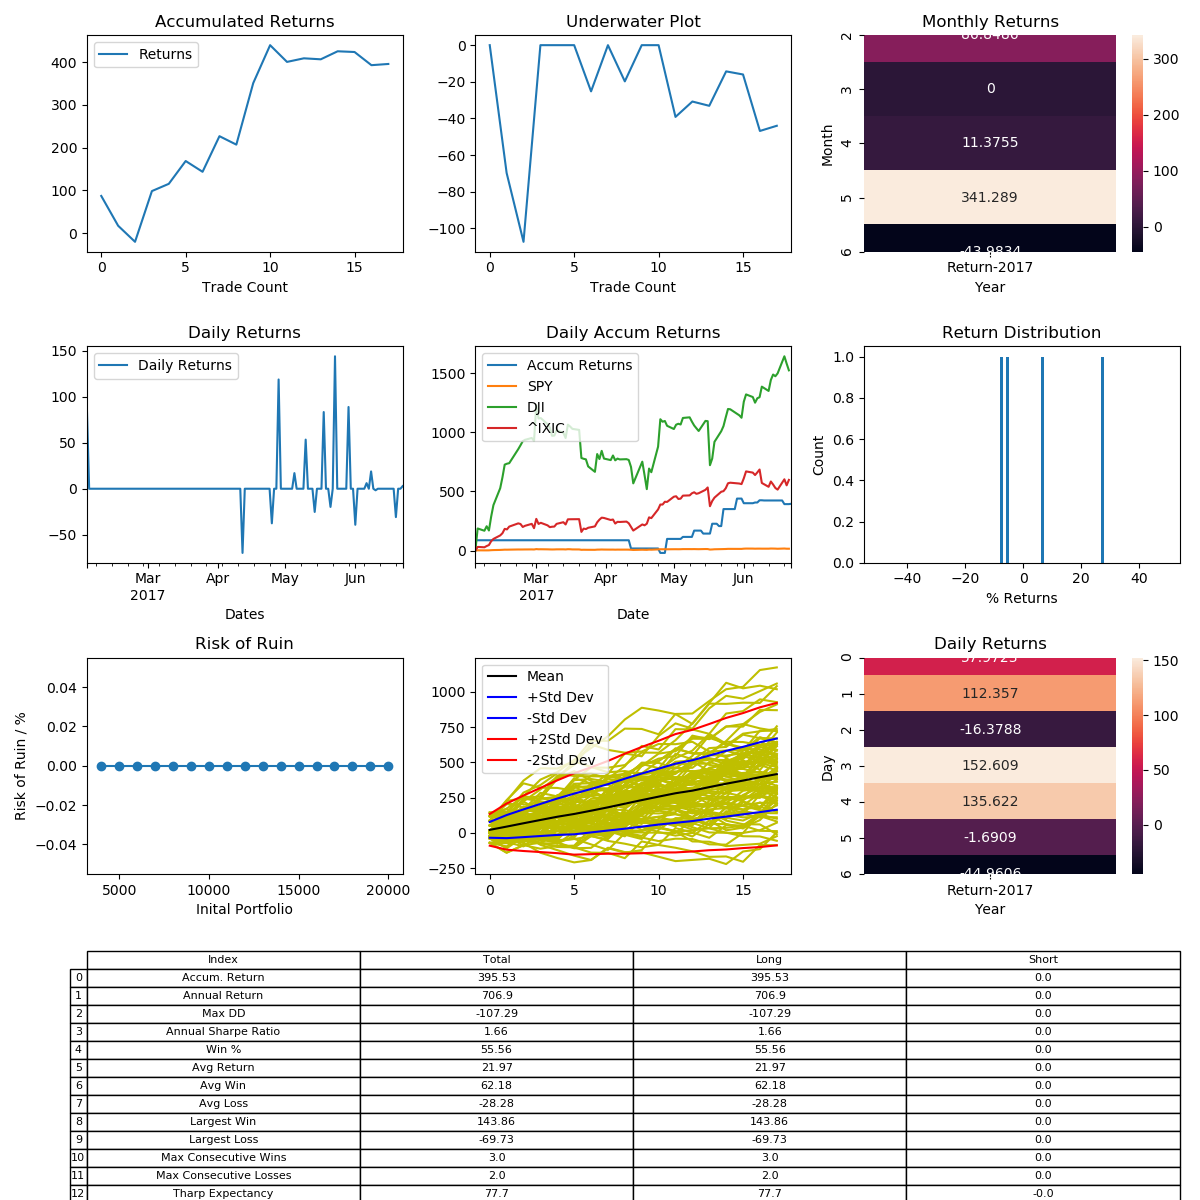 Accumulated Returns
Returns
400
300
200
100
0
0 5 10 15
Trade Count
Underwater Plot
0
−20
−40
−60
−80
−100
0 5 10 15
Trade Count
Monthly Returns
2
3
4
5
6
Month
0
11.3755
341.289
-43.9834
Return-2017
Year
300
200
100
0
Daily Returns
Daily Returns
150
100
50
0
−50
Mar Apr May Jun
2017
Dates
Daily Accum Returns
Accum Returns
SPY
DJI
^IXIC
1500
1000
500
0
Mar Apr May Jun
2017
Date
Return Distribution
1.0
0.8
0.6
0.4
0.2
0.0
Count
−40 −20 0 20 40
% Returns
Risk of Ruin
0.04
0.02
0.00
−0.02
−0.04
Risk of Ruin / %
5000 10000 15000 20000
Inital Portfolio
Mean
+Std Dev
-Std Dev
+2Std Dev
-2Std Dev
1000
750
500
250
0
−250
0 5 10 15
Daily Returns
0
1
2
3
4
5
6
Day
112.357
-16.3788
152.609
135.622
-1.6909
-44.9606
Return-2017
Year
150
100
50
0
Index Total Long Short
0 Accum. Return 395.53 395.53 0.0
1 Annual Return 706.9 706.9 0.0
2 Max DD -107.29 -107.29 0.0
3 Annual Sharpe Ratio 1.66 1.66 0.0
4 Win % 55.56 55.56 0.0
5 Avg Return 21.97 21.97 0.0
6 Avg Win 62.18 62.18 0.0
7 Avg Loss -28.28 -28.28 0.0
8 Largest Win 143.86 143.86 0.0
9 Largest Loss -69.73 -69.73 0.0
10 Max Consecutive Wins 3.0 3.0 0.0
11 Max Consecutive Losses 2.0 2.0 0.0
12 Tharp Expectancy 77.7 77.7 -0.0